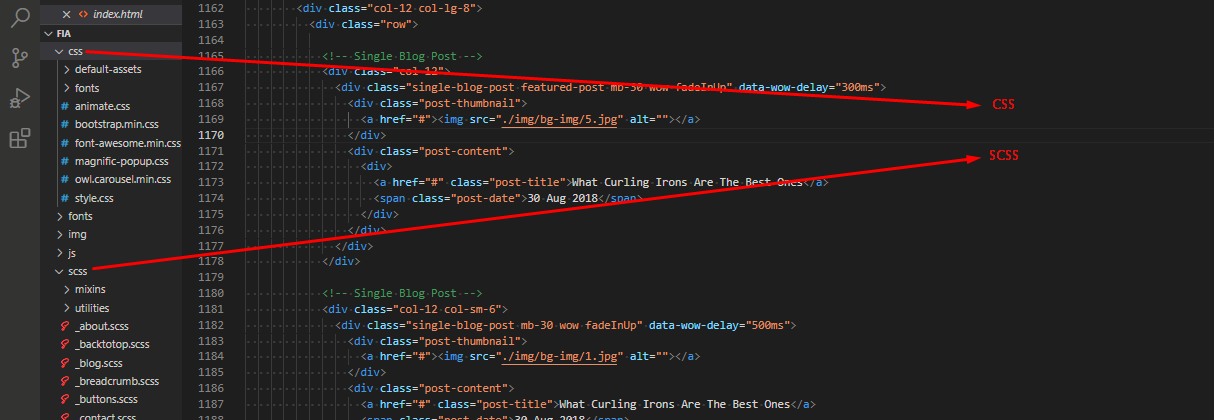 index.html
FIA
css
default-assets
fonts
# animate.css
# bootstrap.min.css
# font-awesome.min.css
# magnific-popup.css
# owl.carousel.min.css
# style.css
fonts
img
js
scss
mixins
utilities
_about.scss
_backtotop.scss
_blog.scss
_breadcrumb.scss
_buttons.scss
_contact.scss
1162 <div class="col-12 col-lg-8">
1163 <div class="row">
1164
1165 <!-- Single Blog Post -->
1166 <div class="col-12">
1167 <div class="single-blog-post featured-post mb-30 wow fadeInUp" data-wow-delay="300ms">
1168 <div class="post-thumbnail">
1169 <a href="#"><img src="./img/bg-img/5.jpg" alt=""></a>
1170 </div>
1171 <div class="post-content">
1172 <div>
1173 <a href="#" class="post-title">What Curling Irons Are The Best Ones</a>
1174 <span class="post-date">30 Aug 2018</span>
1175 </div>
1176 </div>
1177 </div>
1178 </div>
1179
1180 <!-- Single Blog Post -->
1181 <div class="col-12 col-sm-6">
1182 <div class="single-blog-post mb-30 wow fadeInUp" data-wow-delay="500ms">
1183 <div class="post-thumbnail">
1184 <a href="#"><img src="./img/bg-img/1.jpg" alt=""></a>
1185 </div>
1186 <div class="post-content">
1187 <a href="#" class="post-title">What Curling Irons Are The Best Ones</a>
1188 <span class="post-date">30 Aug 2018</span>
CSS
SCSS